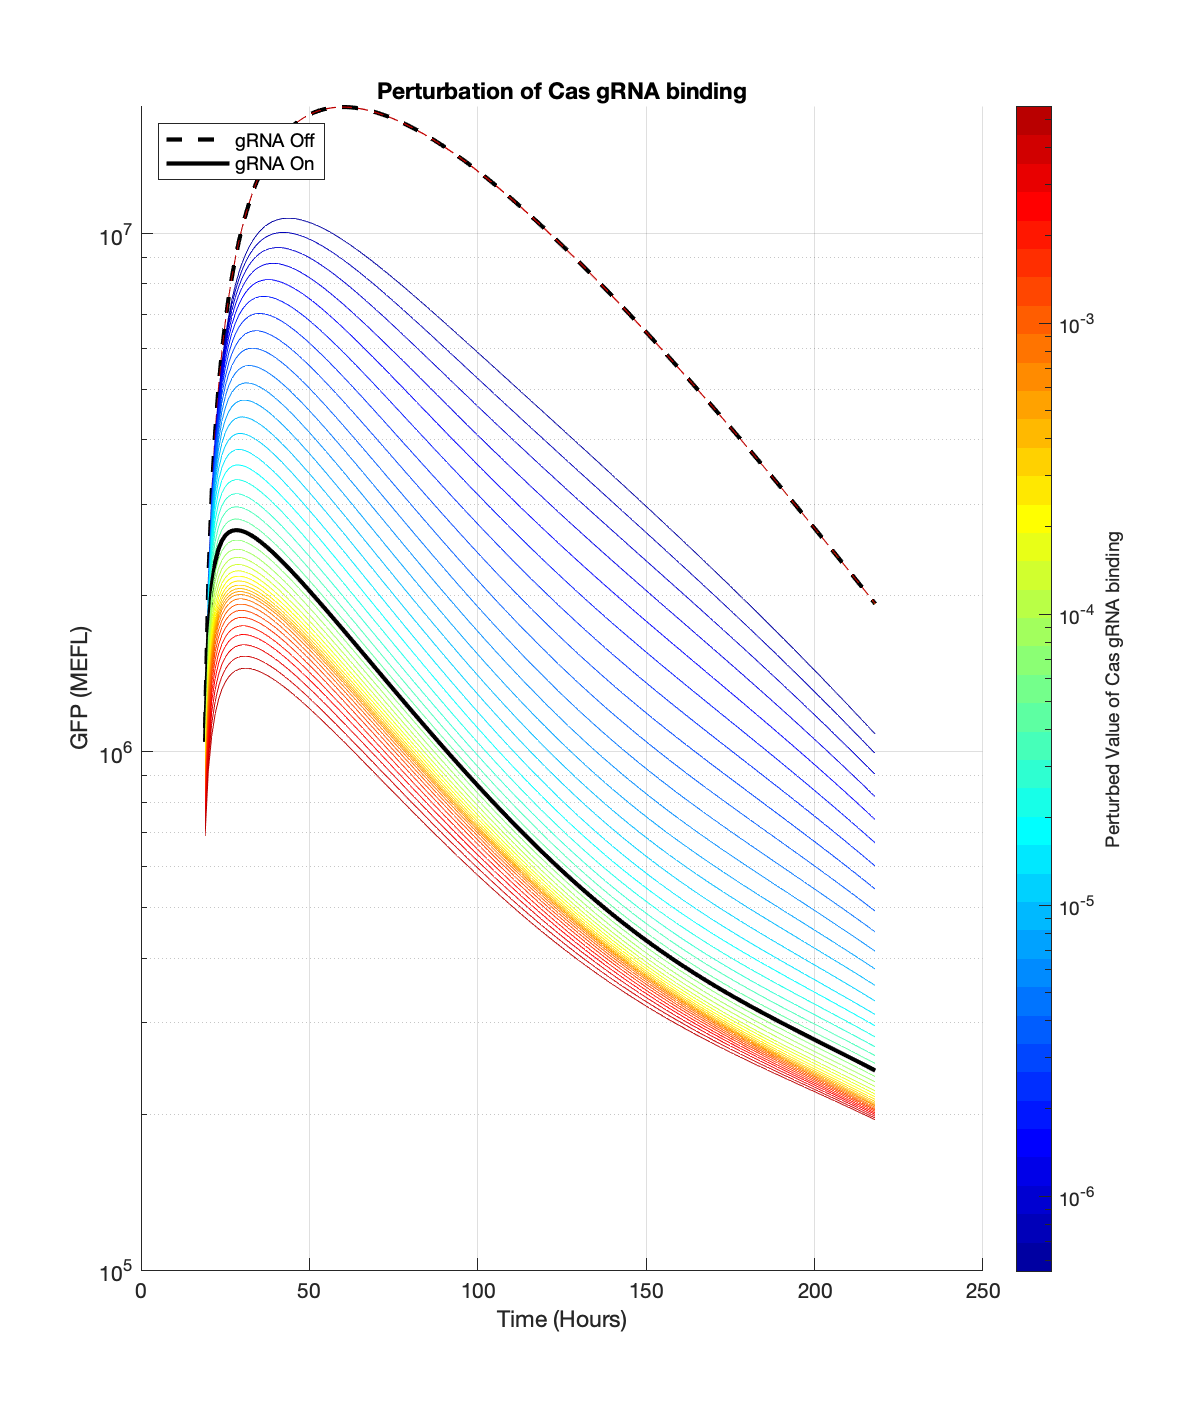 Perturbation of Cas gRNA binding
gRNA Off
gRNA On
GFP (MEFL)
10^7
10^6
10^5
0 50 100 150 200 250
Time (Hours)
10^-3
10^-4
10^-5
10^-6
Perturbed Value of Cas gRNA binding